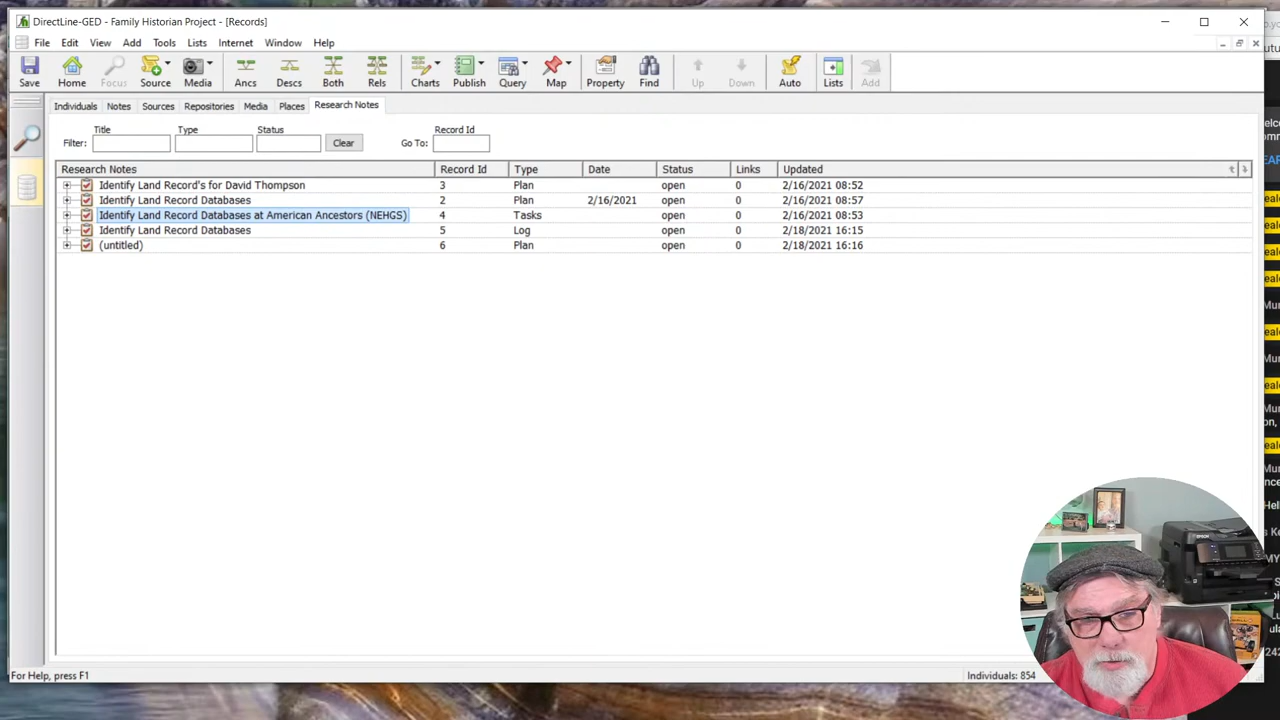 DirectLine-GED - Family Historian Project - [Records]
File Edit View Add Tools Lists Internet Window Help
Save Home Focus Source Media Ancs Descs Both Rels Charts Publish Query Map Property Find Up Down Auto Lists Add
Individuals Notes Sources Repositories Media Places Research Notes
Title Type Status Record Id
Filter: Clear Go To:
Research Notes Record Id Type Date Status Links Updated
Identify Land Record's for David Thompson 3 Plan open 0 2/16/2021 08:52
Identify Land Record Databases 2 Plan 2/16/2021 open 0 2/16/2021 08:57
Identify Land Record Databases at American Ancestors (NEHGS) 4 Tasks open 0 2/16/2021 08:53
Identify Land Record Databases 5 Log open 0 2/18/2021 16:15
(untitled) 6 Plan open 0 2/18/2021 16:16
EPSON
For Help, press F1 Individuals: 854